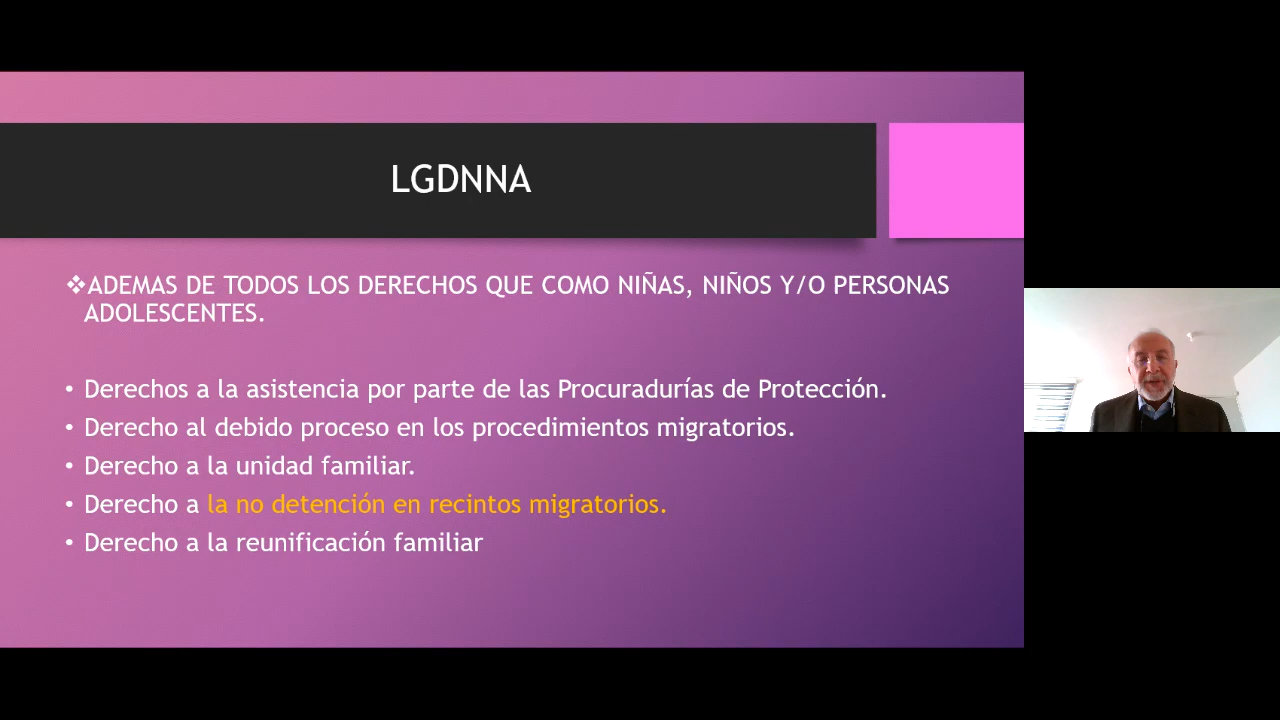 LGDNNA
❖ADEMAS DE TODOS LOS DERECHOS QUE COMO NIÑAS, NIÑOS Y/O PERSONAS
ADOLESCENTES.
• Derechos a la asistencia por parte de las Procuradurías de Protección.
• Derecho al debido proceso en los procedimientos migratorios.
• Derecho a la unidad familiar.
• Derecho a la no detención en recintos migratorios.
• Derecho a la reunificación familiar